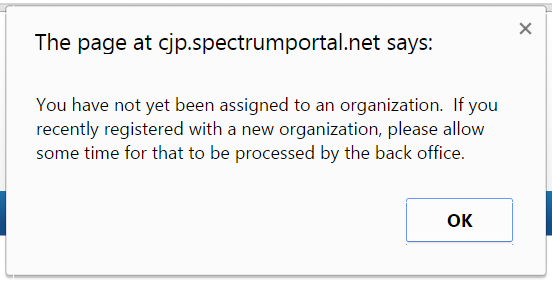 The page at cjp.spectrumportal.net says:
You have not yet been assigned to an organization.  If you
recently registered with a new organization, please allow
some time for that to be processed by the back office.
OK